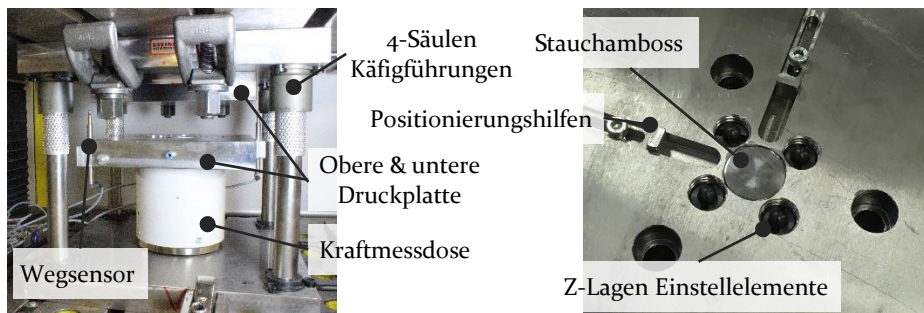 4-Säulen
Käfigführungen
Obere & untere
Druckplatte
Kraftmessdose
Wegsensor
Stauchamboss
Positionierungshilfen
Z-Lagen Einstellelemente